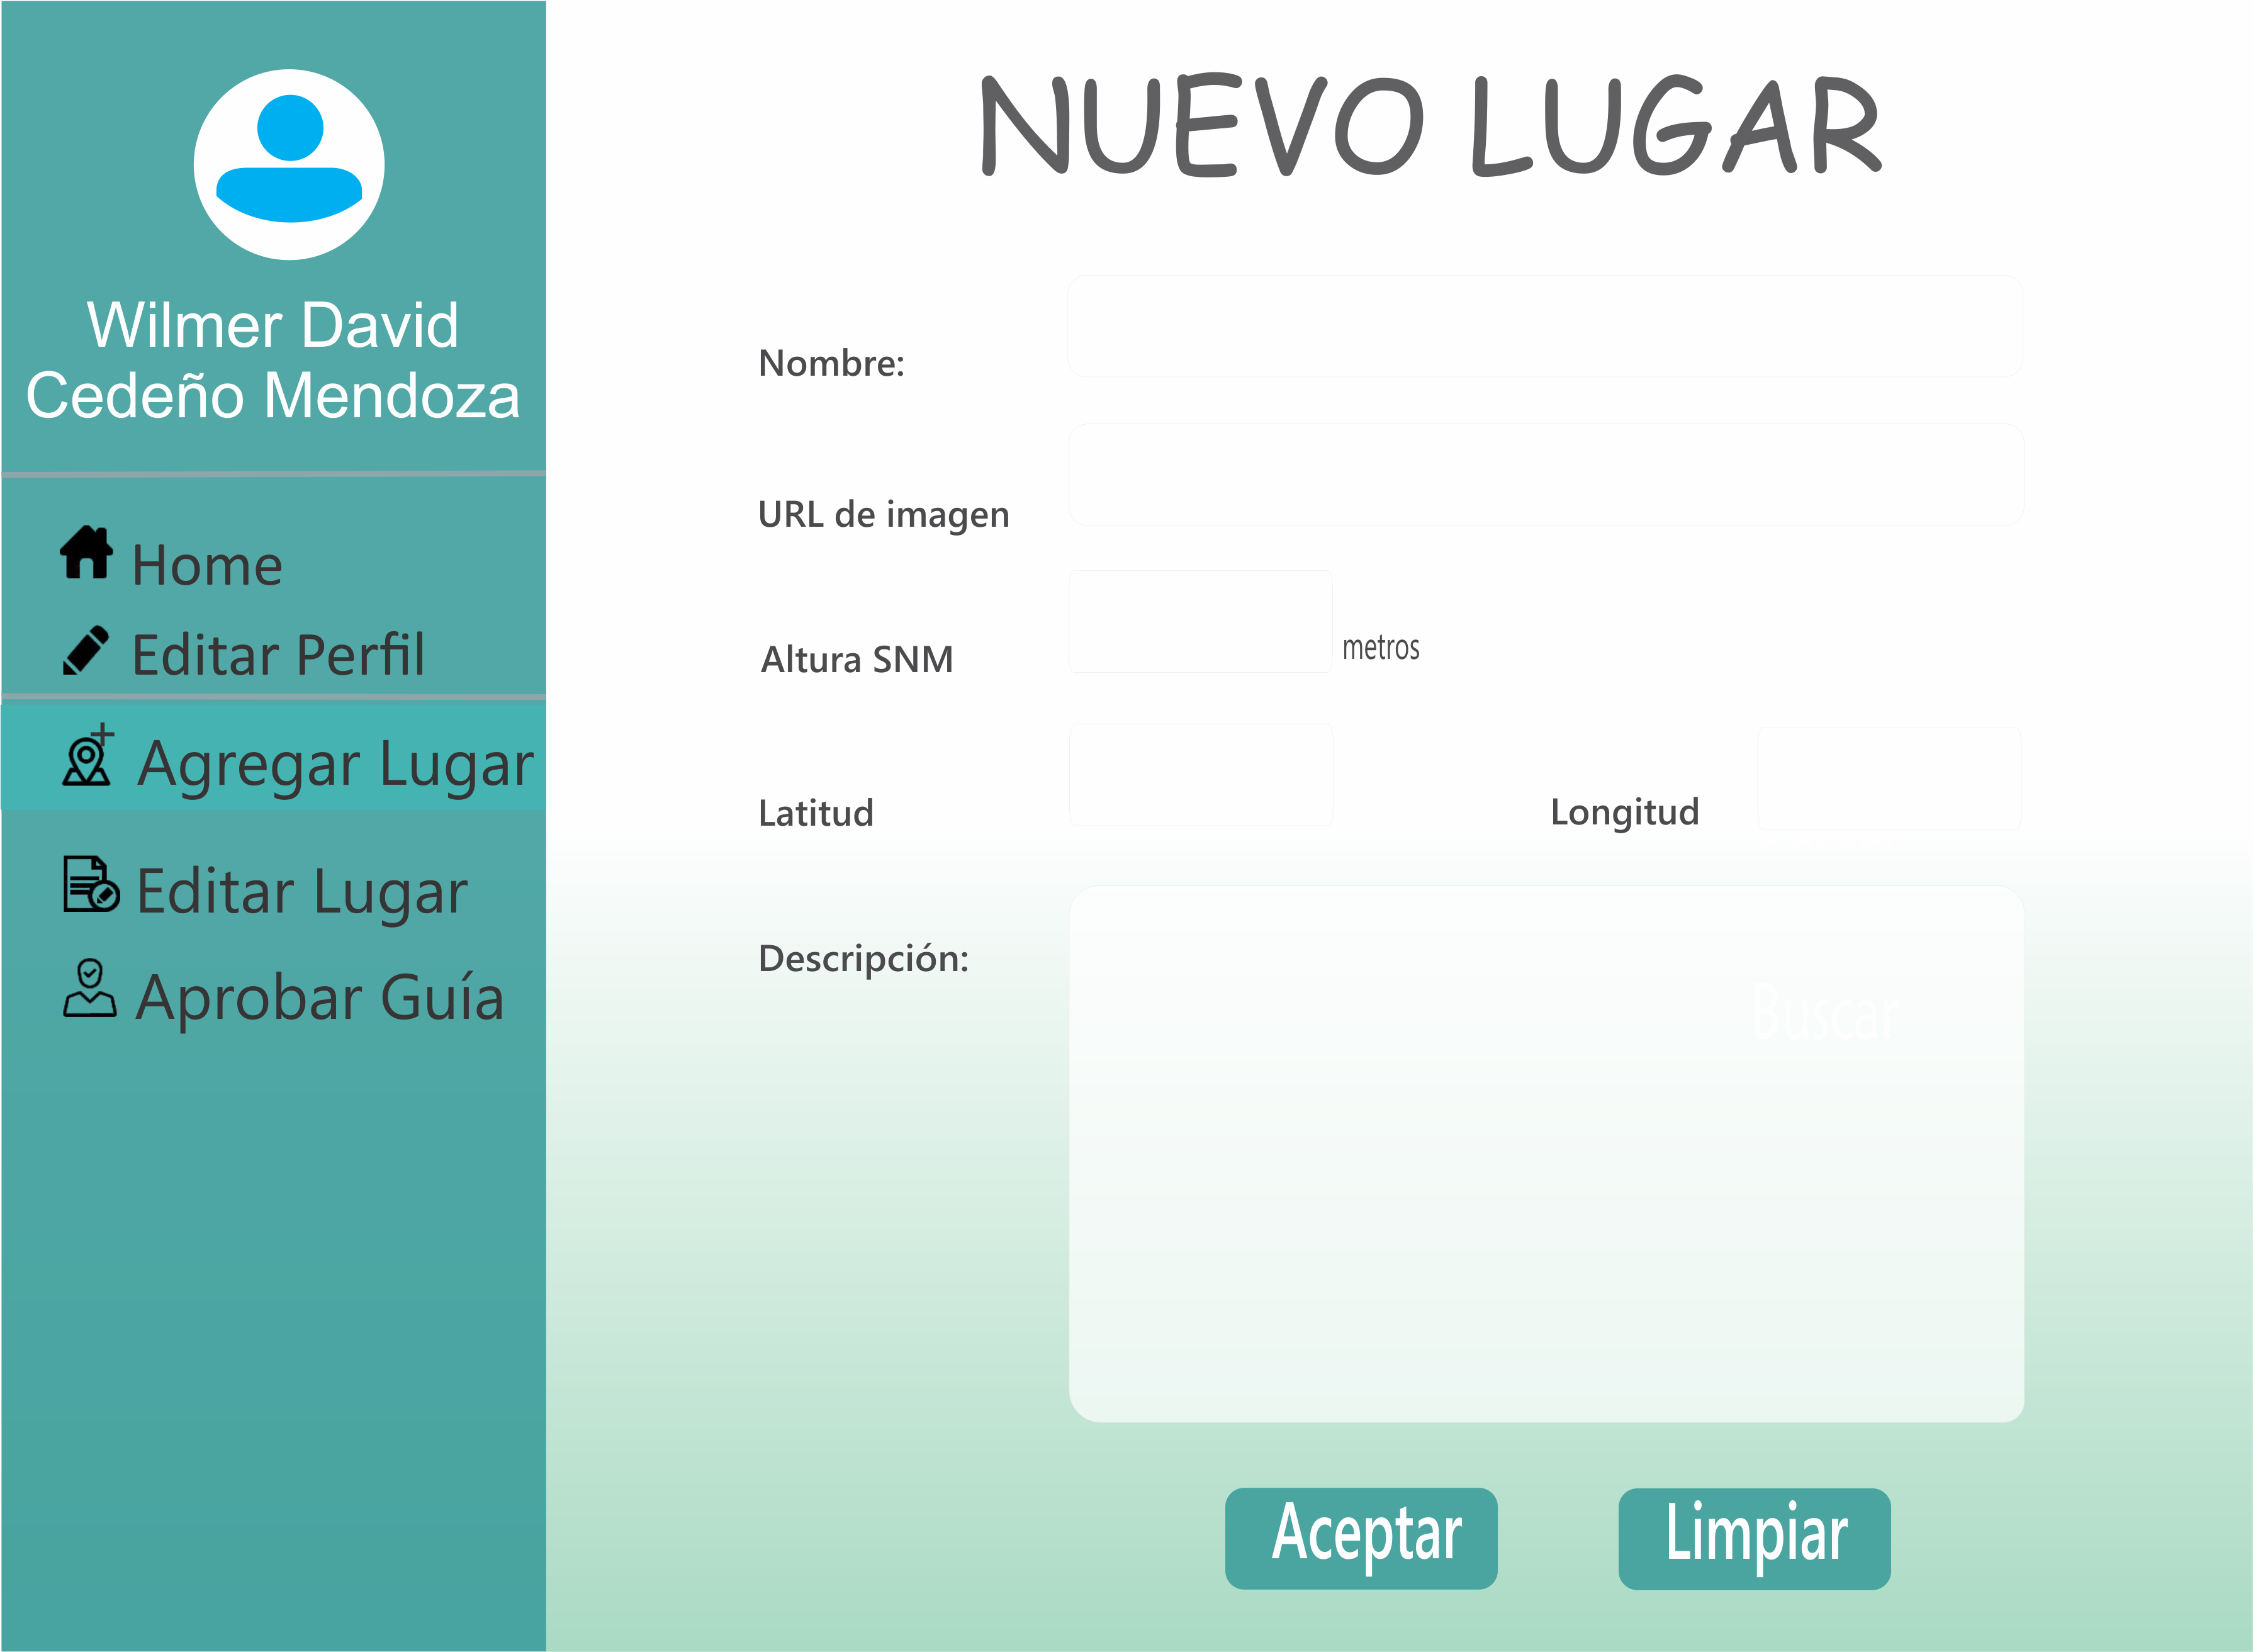 Wilmer David
Cedeño Mendoza
Home
Editar Perfil
Agregar Lugar
Editar Lugar
Aprobar Guía
NUEVO LUGAR
Nombre:
URL de imagen
Altura SNM
metros
Latitud
Longitud
Descripción:
Buscar
Aceptar
Limpiar